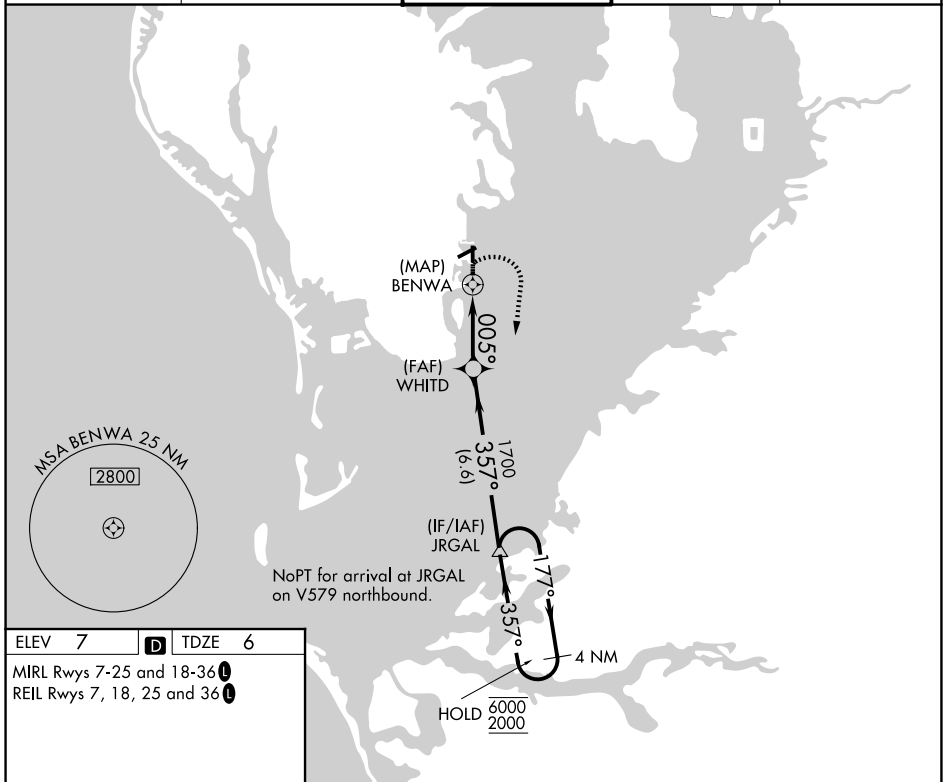 (MAP)
BENWA
005°
(FAF)
WHITD
1700
357°
(6.6)
MSA BENWA 25 NM
2800
(IF/IAF)
JRGAL
NoPT for arrival at JRGAL
on V579 northbound.
177°
357°
4 NM
HOLD 6000
2000
ELEV 7 D TDZE 6
MIRL Rwys 7-25 and 18-36 L
REIL Rwys 7, 18, 25 and 36 L